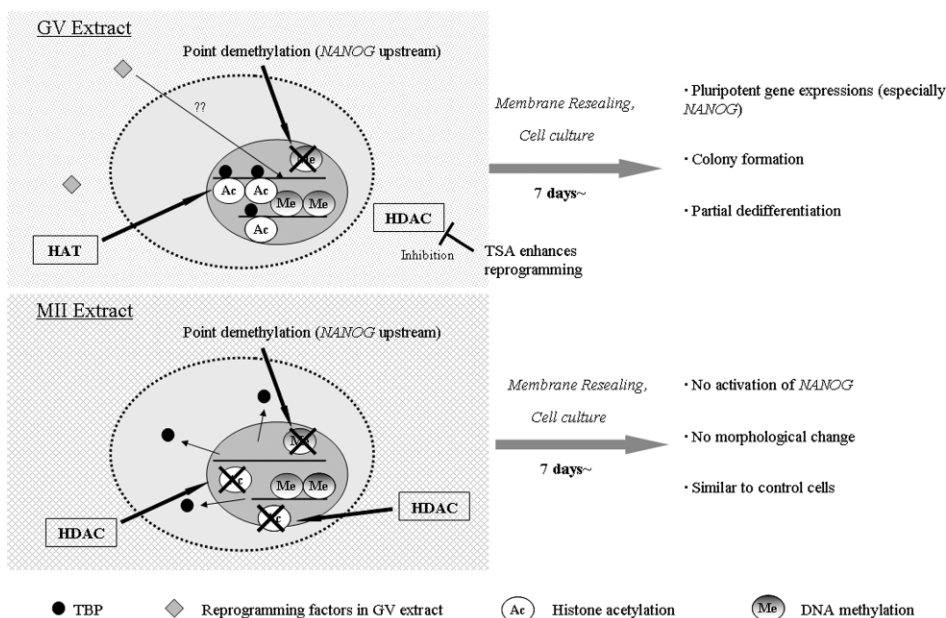 GV Extract
Point demethylation (NANOG upstream)
??
Me
Ac
Ac
Me
Me
Ac
HAT
HDAC
Inhibition
TSA enhances
reprogramming
Membrane Resealing,
Cell culture
7 days~
・Pluripotent gene expressions (especially
NANOG)
・Colony formation
・Partial dedifferentiation
MII Extract
Point demethylation (NANOG upstream)
Me
Ac
Me
Me
Ac
HDAC
HDAC
Membrane Resealing,
Cell culture
7 days~
・No activation of NANOG
・No morphological change
・Similar to control cells
TBP
Reprogramming factors in GV extract
Ac
Histone acetylation
Me
DNA methylation